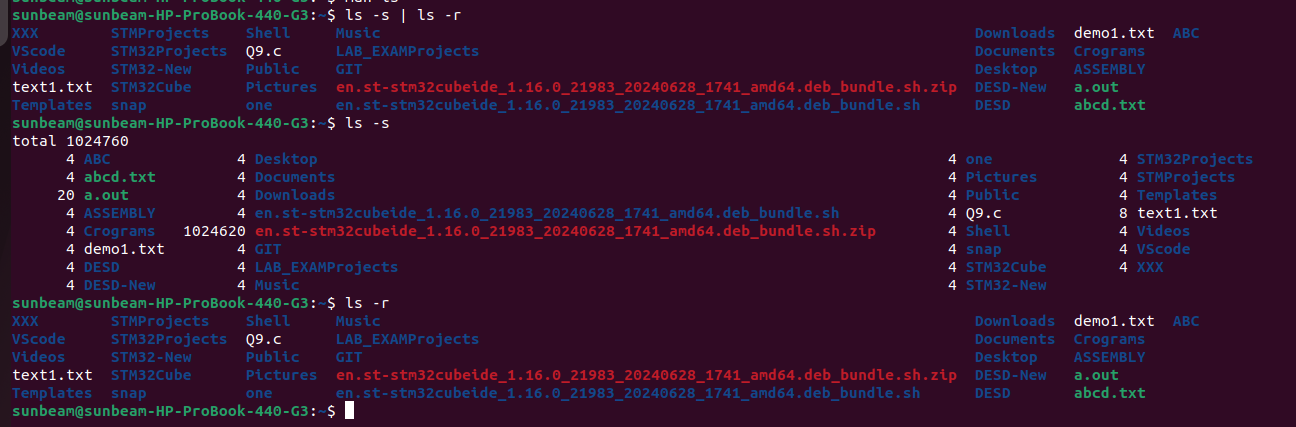 sunbeam@sunbeam-HP-ProBook-440-G3:~$ ls -s | ls -r
XXX STMProjects Shell Music Downloads demo1.txt ABC
VScode STM32Projects Q9.c LAB_EXAMProjects Documents Crograms
Videos STM32-New Public GIT Desktop ASSEMBLY
text1.txt STM32Cube Pictures en.st-stm32cubeide_1.16.0_21983_20240628_1741_amd64.deb_bundle.sh.zip DESD-New a.out
Templates snap one en.st-stm32cubeide_1.16.0_21983_20240628_1741_amd64.deb_bundle.sh DESD abcd.txt
sunbeam@sunbeam-HP-ProBook-440-G3:~$ ls -s
total 1024760
4 ABC 4 Desktop 4 one 4 STM32Projects
4 abcd.txt 4 Documents 4 Pictures 4 STMProjects
20 a.out 4 Downloads 4 Public 4 Templates
4 ASSEMBLY 4 en.st-stm32cubeide_1.16.0_21983_20240628_1741_amd64.deb_bundle.sh 4 Q9.c 8 text1.txt
4 Crograms 1024620 en.st-stm32cubeide_1.16.0_21983_20240628_1741_amd64.deb_bundle.sh.zip 4 Shell 4 Videos
4 demo1.txt 4 GIT 4 snap 4 VScode
4 DESD 4 LAB_EXAMProjects 4 STM32Cube 4 XXX
4 DESD-New 4 Music 4 STM32-New
sunbeam@sunbeam-HP-ProBook-440-G3:~$ ls -r
XXX STMProjects Shell Music Downloads demo1.txt ABC
VScode STM32Projects Q9.c LAB_EXAMProjects Documents Crograms
Videos STM32-New Public GIT Desktop ASSEMBLY
text1.txt STM32Cube Pictures en.st-stm32cubeide_1.16.0_21983_20240628_1741_amd64.deb_bundle.sh.zip DESD-New a.out
Templates snap one en.st-stm32cubeide_1.16.0_21983_20240628_1741_amd64.deb_bundle.sh DESD abcd.txt
sunbeam@sunbeam-HP-ProBook-440-G3:~$